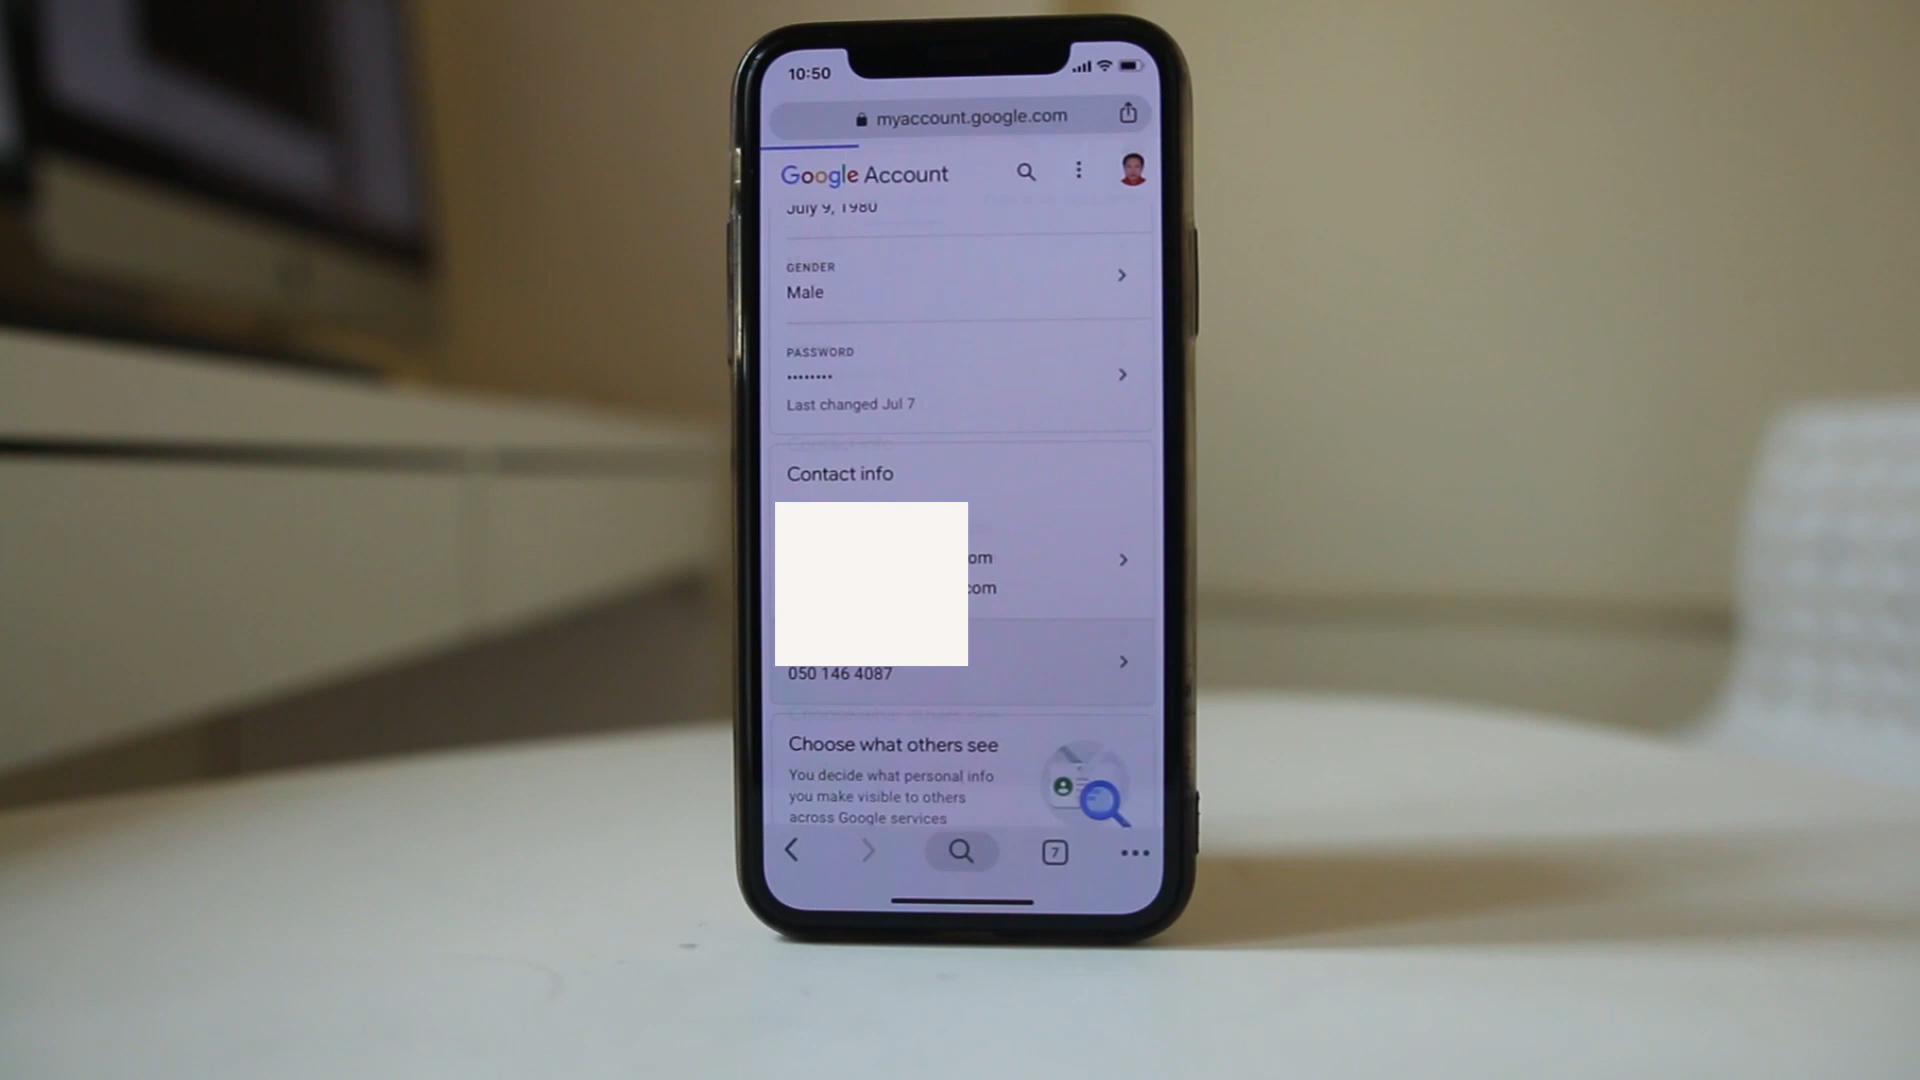 10:50
myaccount.google.com
Google Account
July 9, 1980
GENDER
Male
PASSWORD
••••••••
Last changed Jul 7
Contact info
om
com
050 146 4087
Choose what others see
You decide what personal info
you make visible to others
across Google services
7